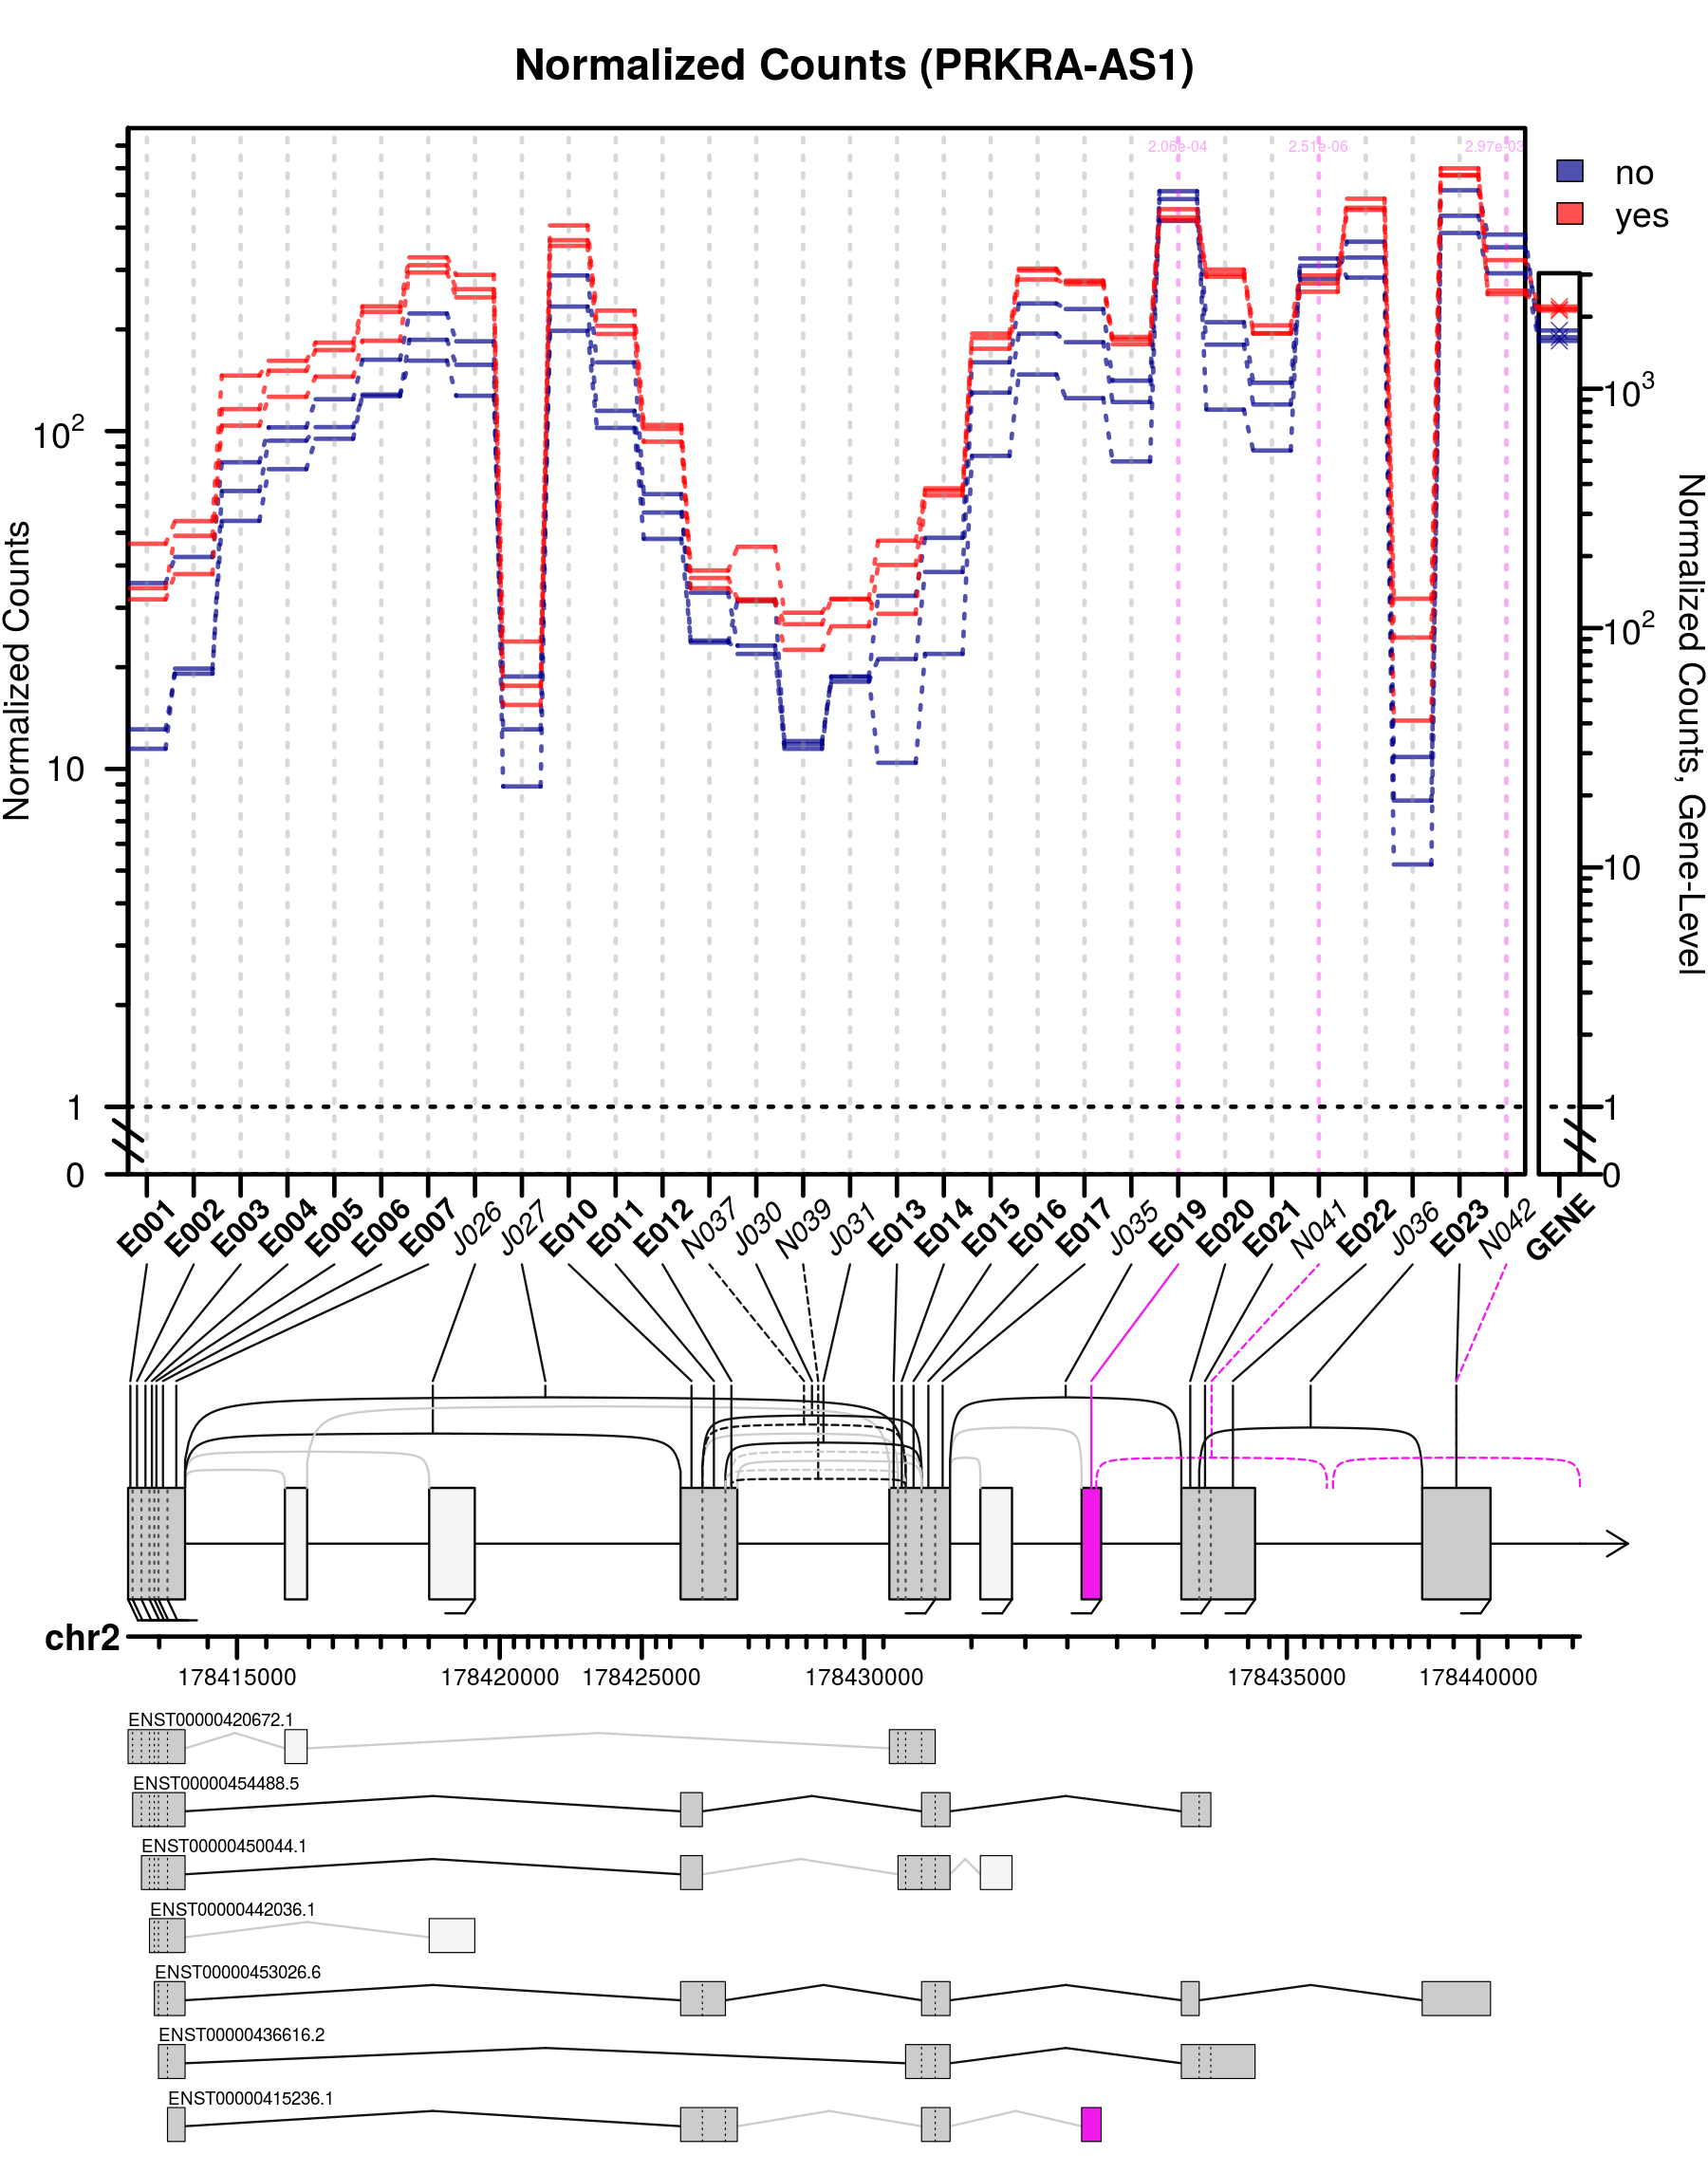 Normalized Counts (PRKRA-AS1)
2.06e-04 2.51e-06 2.97e-03
no
yes
Normalized Counts
10²
10
1
0
10³
10²
10
1
0
Normalized Counts, Gene-Level
E001 E002 E003 E004 E005 E006 E007 J026 J027 E010 E011 E012 N037 J030 N039 J031 E013 E014 E015 E016 E017 J035 E019 E020 E021 N041 E022 J036 E023 N042 GENE
chr2
178415000 178420000 178425000 178430000 178435000 178440000
ENST00000420672.1
ENST00000454488.5
ENST00000450044.1
ENST00000442036.1
ENST00000453026.6
ENST00000436616.2
ENST00000415236.1